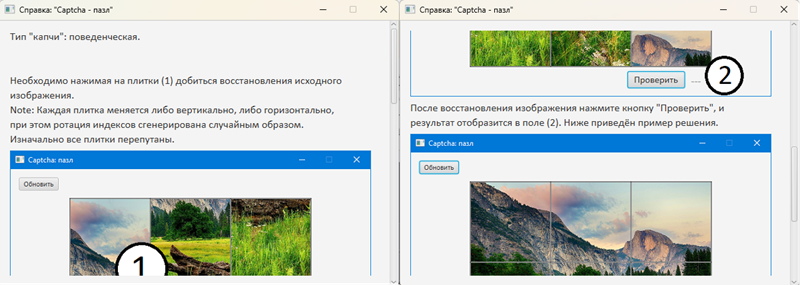 Справка: "Captcha - пазл"
Тип "капчи": поведенческая.
Необходимо нажимая на плитки (1) добиться восстановления исходного
изображения.
Note: Каждая плитка меняется либо вертикально, либо горизонтально,
при этом ротация индексов сгенерирована случайным образом.
Изначально все плитки перепутаны.
Captcha: пазл
Обновить
1
Справка: "Captcha - пазл"
Проверить
......
2
После восстановления изображения нажмите кнопку "Проверить", и
результат отобразится в поле (2). Ниже приведён пример решения.
Captcha: пазл
Обновить